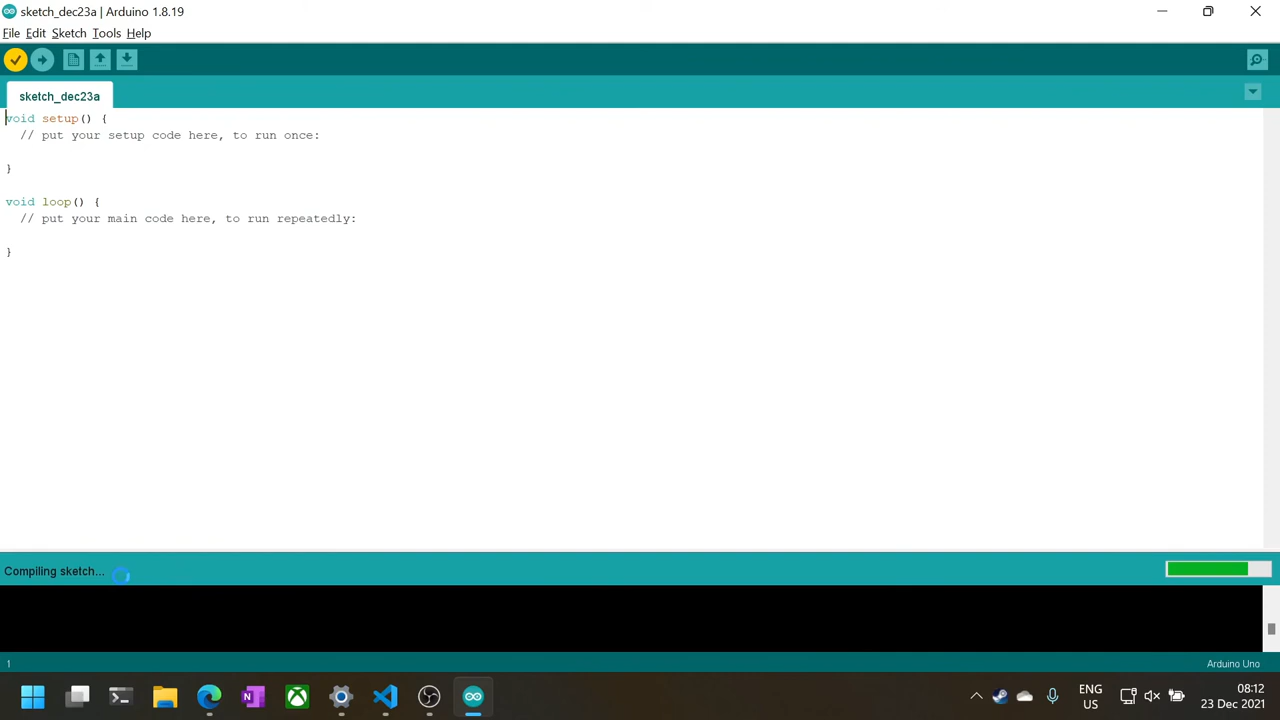 sketch_dec23a | Arduino 1.8.19
File Edit Sketch Tools Help
sketch_dec23a
void setup() {
  // put your setup code here, to run once:
}
void loop() {
  // put your main code here, to run repeatedly:
}
Compiling sketch...
1
Arduino Uno
ENG
US
08:12
23 Dec 2021